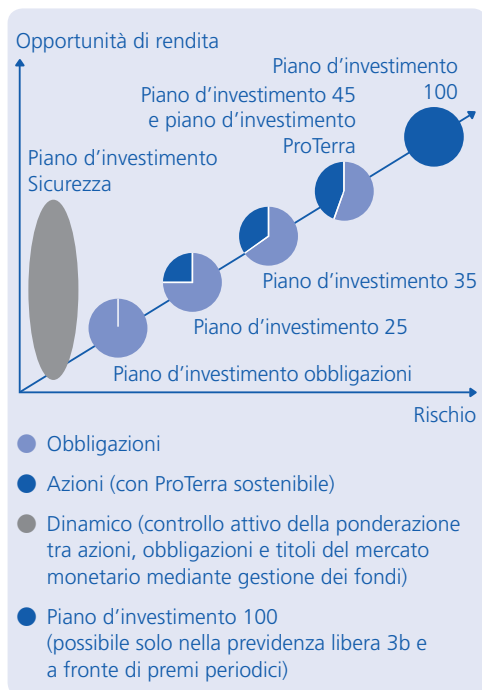 Opportunità di rendita
Piano d’investimento
100
Piano d’investimento 45
e piano d’investimento
ProTerra
Piano d’investimento
Sicurezza
Piano d’investimento 35
Piano d’investimento 25
Piano d’investimento obbligazioni
Rischio
Obbligazioni
Azioni (con ProTerra sostenibile)
Dinamico (controllo attivo della ponderazione
tra azioni, obbligazioni e titoli del mercato
monetario mediante gestione dei fondi)
Piano d’investimento 100
(possibile solo nella previdenza libera 3b e
a fronte di premi periodici)